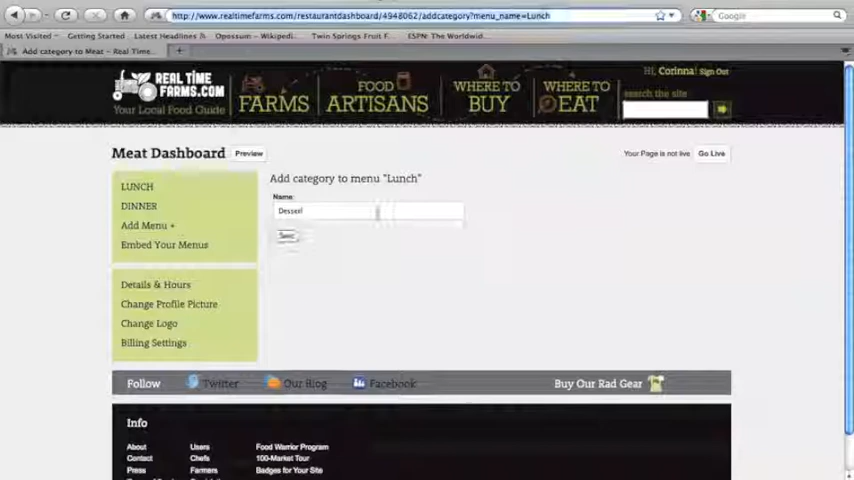 http://www.realtimefarms.com/restaurantdashboard/4948062/addcategory?menu_name=Lunch
Google
Most Visited
Getting Started
Latest Headlines
Opossum - Wikipedi...
Twin Springs Fruit F...
ESPN: The Worldwid...
Add category to Meat - Real Time...
Hi, Corinna! Sign Out
REAL TIME
FARMS.COM
Your Local Food Guide
FARMS
FOOD
ARTISANS
WHERE TO
BUY
WHERE TO
EAT
search the site
Meat Dashboard
Preview
Your Page is not live
Go Live
LUNCH
DINNER
Add Menu +
Embed Your Menus
Details & Hours
Change Profile Picture
Change Logo
Billing Settings
Add category to menu "Lunch"
Name:
Dessert
Save
Follow
Twitter
Our Blog
Facebook
Buy Our Rad Gear
Info
About
Users
Food Warrior Program
Contact
Chefs
100-Market Tour
Press
Farmers
Badges for Your Site